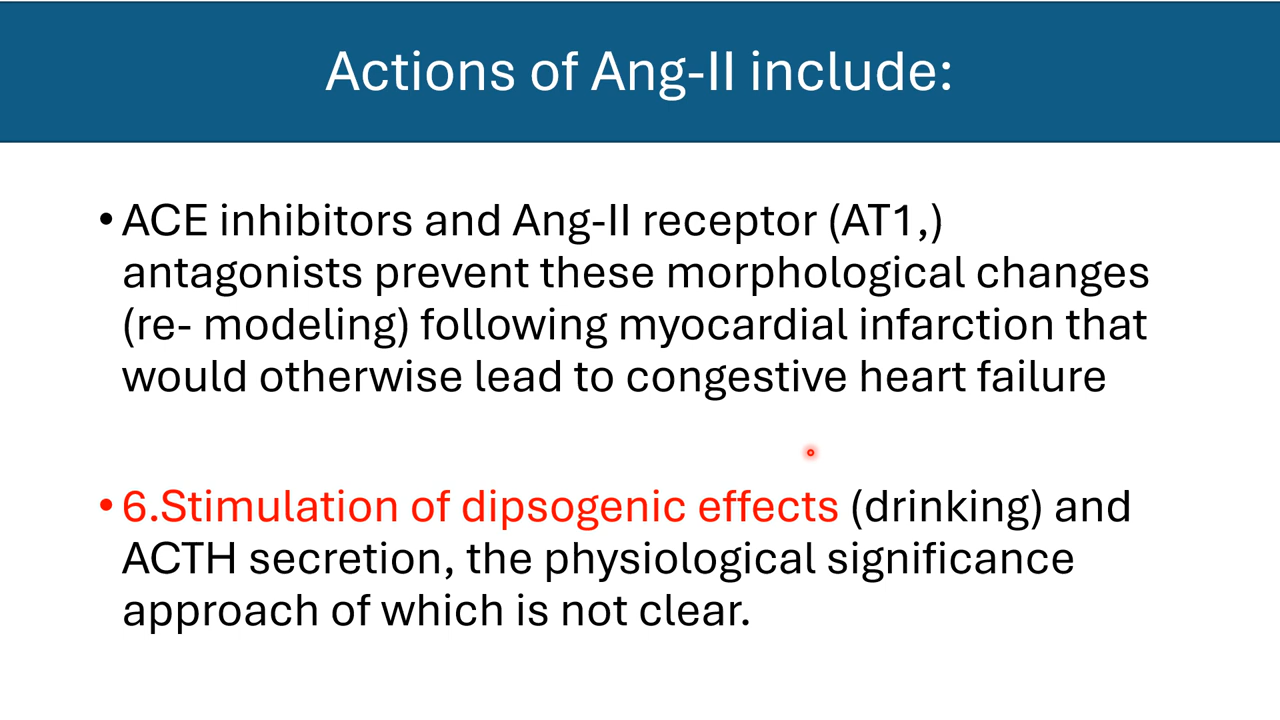 Actions of Ang-II include:
•ACE inhibitors and Ang-II receptor (AT1,)
antagonists prevent these morphological changes
(re- modeling) following myocardial infarction that
would otherwise lead to congestive heart failure
•6.Stimulation of dipsogenic effects (drinking) and
ACTH secretion, the physiological significance
approach of which is not clear.